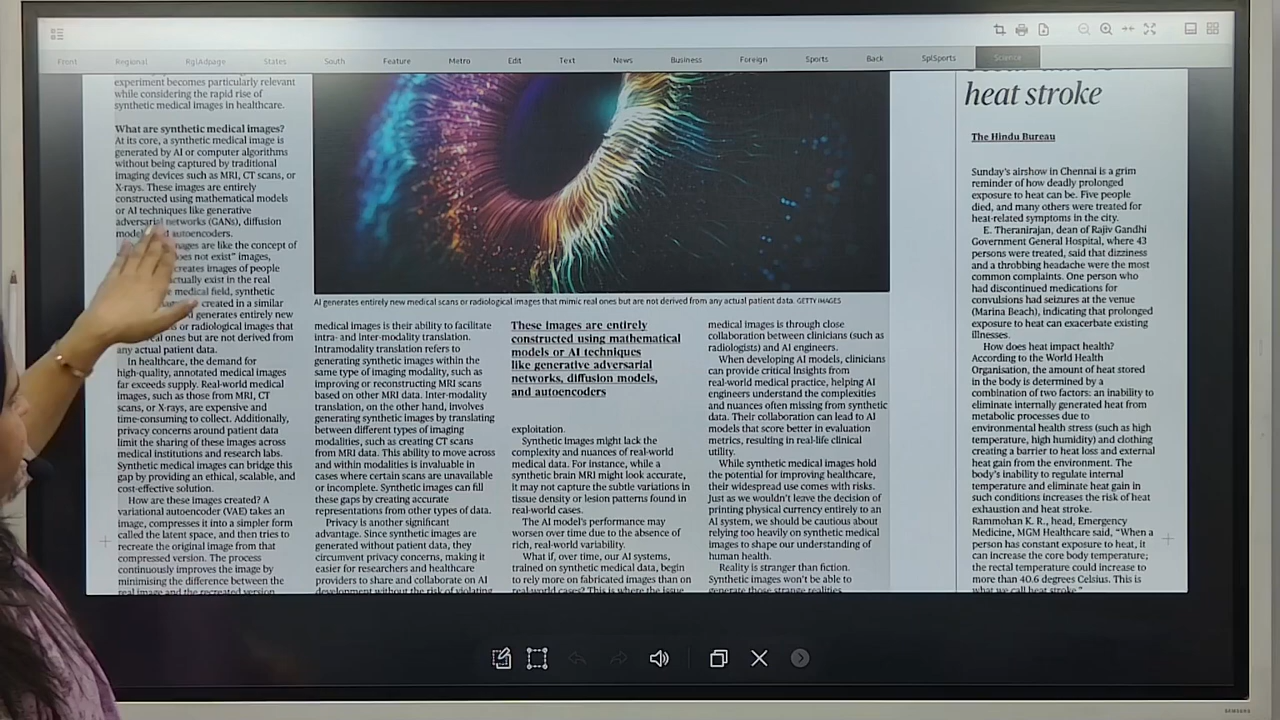 Front Regional RglAdpage States South Feature Metro Edit Text News Business Foreign Sports Back SplSports Science
experiment becomes particularly relevant
while considering the rapid rise of
synthetic medical images in healthcare.
What are synthetic medical images?
At its core, a synthetic medical image is
generated by AI or computer algorithms
without being captured by traditional
imaging devices such as MRI, CT scans, or
X-rays. These images are entirely
constructed using mathematical models
or AI techniques like generative
adversarial networks (GANs), diffusion
autoencoders.
are like the concept of
not exist” images,
creates images of people
exist in the real
medical field, synthetic
created in a similar
generates entirely new
or radiological images that
ones but are not derived from
any actual patient data.
In healthcare, the demand for
high-quality, annotated medical images
far exceeds supply. Real-world medical
images, such as those from MRI, CT
scans, or X-rays, are expensive and
time-consuming to collect. Additionally,
privacy concerns around patient data
limit the sharing of these images across
medical institutions and research labs.
Synthetic medical images can bridge this
gap by providing an ethical, scalable, and
cost-effective solution.
How are these images created? A
variational autoencoder (VAE) takes an
image, compresses it into a simpler form
called the latent space, and then tries to
recreate the original image from that
compressed version. The process
continuously improves the image by
minimising the difference between the
real image and the recreated version
AI generates entirely new medical scans or radiological images that mimic real ones but are not derived from any actual patient data. GETTY IMAGES
medical images is their ability to facilitate
intra- and inter-modality translation.
Intramodality translation refers to
generating synthetic images within the
same type of imaging modality, such as
improving or reconstructing MRI scans
based on other MRI data. Inter-modality
translation, on the other hand, involves
generating synthetic images by translating
between different types of imaging
modalities, such as creating CT scans
from MRI data. This ability to move across
and within modalities is invaluable in
cases where certain scans are unavailable
or incomplete. Synthetic images can fill
these gaps by creating accurate
representations from other types of data.
Privacy is another significant
advantage. Since synthetic images are
generated without patient data, they
circumvent privacy concerns, making it
easier for researchers and healthcare
providers to share and collaborate on AI
development without the risk of violating
These images are entirely
constructed using mathematical
models or AI techniques
like generative adversarial
networks, diffusion models,
and autoencoders
exploitation.
Synthetic images might lack the
complexity and nuances of real-world
medical data. For instance, while a
synthetic brain MRI might look accurate,
it may not capture the subtle variations in
tissue density or lesion patterns found in
real-world cases.
The AI model’s performance may
worsen over time due to the absence of
rich, real-world variability.
What if, over time, our AI systems,
trained on synthetic medical data, begin
to rely more on fabricated images than on
real-world cases? This is where the issue
medical images is through close
collaboration between clinicians (such as
radiologists) and AI engineers.
When developing AI models, clinicians
can provide critical insights from
real-world medical practice, helping AI
engineers understand the complexities
and nuances often missing from synthetic
data. Their collaboration can lead to AI
models that score better in evaluation
metrics, resulting in real-life clinical
utility.
While synthetic medical images hold
the potential for improving healthcare,
their widespread use comes with risks.
Just as we wouldn’t leave the decision of
printing physical currency entirely to an
AI system, we should be cautious about
relying too heavily on synthetic medical
images to shape our understanding of
human health.
Reality is stranger than fiction.
Synthetic images won’t be able to
generate those strange realities
heat stroke
The Hindu Bureau
Sunday’s airshow in Chennai is a grim
reminder of how deadly prolonged
exposure to heat can be. Five people
died, and many others were treated for
heat-related symptoms in the city.
E. Theranirajan, dean of Rajiv Gandhi
Government General Hospital, where 43
persons were treated, said that dizziness
and a throbbing headache were the most
common complaints. One person who
had discontinued medications for
convulsions had seizures at the venue
(Marina Beach), indicating that prolonged
exposure to heat can exacerbate existing
illnesses.
How does heat impact health?
According to the World Health
Organisation, the amount of heat stored
in the body is determined by a
combination of two factors: an inability to
eliminate internally generated heat from
metabolic processes due to
environmental health stress (such as high
temperature, high humidity) and clothing
creating a barrier to heat loss and external
heat gain from the environment. The
body’s inability to regulate internal
temperature and eliminate heat gain in
such conditions increases the risk of heat
exhaustion and heat stroke.
Rammohan K. R., head, Emergency
Medicine, MGM Healthcare said, “When a
person has constant exposure to heat, it
can increase the core body temperature;
the rectal temperature could increase to
more than 40.6 degrees Celsius. This is
what we call heat stroke”
SAMSUNG